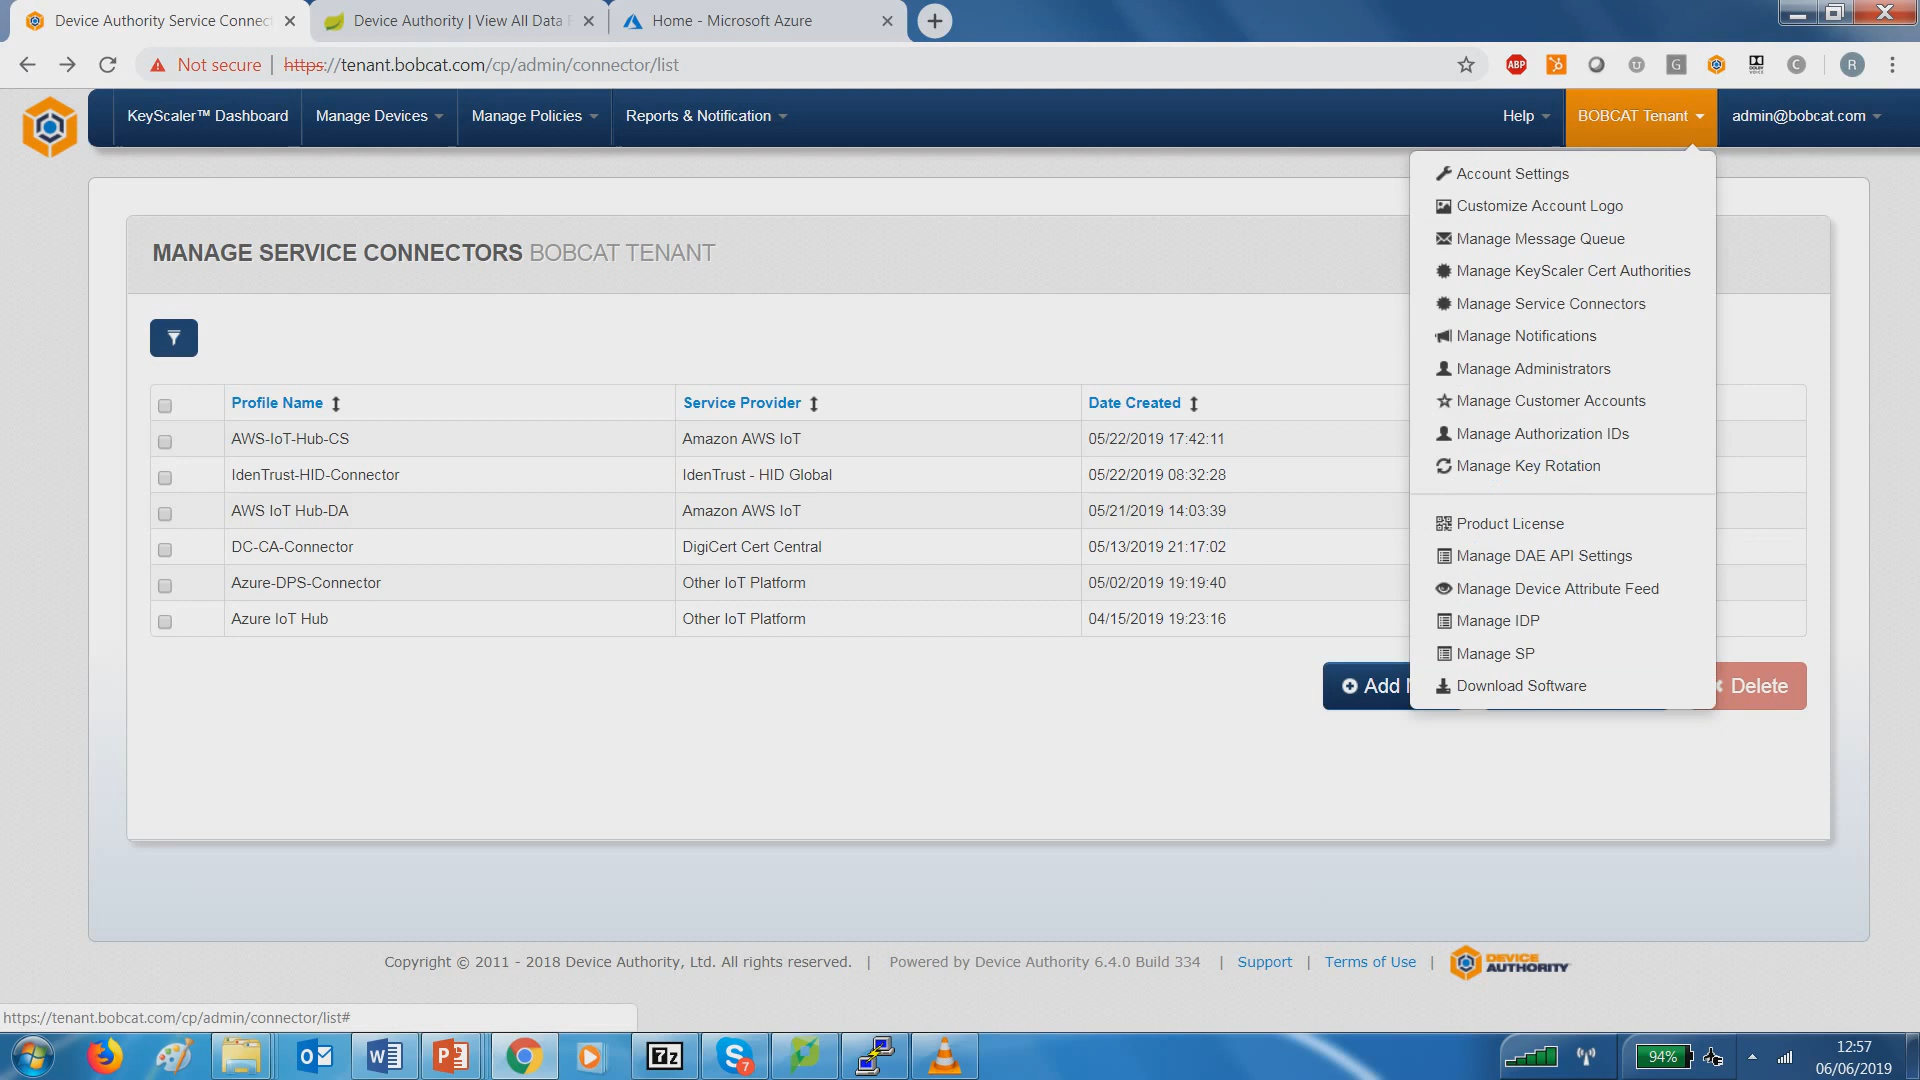 Device Authority Service Connec
Device Authority | View All Data
Home - Microsoft Azure
Not secure | https://tenant.bobcat.com/cp/admin/connector/list
ABP
U
G
C
R
KeyScaler™ Dashboard
Manage Devices
Manage Policies
Reports & Notification
Help
BOBCAT Tenant
admin@bobcat.com
Account Settings
Customize Account Logo
Manage Message Queue
Manage KeyScaler Cert Authorities
Manage Service Connectors
Manage Notifications
Manage Administrators
Manage Customer Accounts
Manage Authorization IDs
Manage Key Rotation
Product License
Manage DAE API Settings
Manage Device Attribute Feed
Manage IDP
Manage SP
Download Software
MANAGE SERVICE CONNECTORS BOBCAT TENANT
Profile Name Service Provider Date Created
AWS-IoT-Hub-CS Amazon AWS IoT 05/22/2019 17:42:11
IdenTrust-HID-Connector IdenTrust - HID Global 05/22/2019 08:32:28
AWS IoT Hub-DA Amazon AWS IoT 05/21/2019 14:03:39
DC-CA-Connector DigiCert Cert Central 05/13/2019 21:17:02
Azure-DPS-Connector Other IoT Platform 05/02/2019 19:19:40
Azure IoT Hub Other IoT Platform 04/15/2019 19:23:16
Add
Delete
Copyright © 2011 - 2018 Device Authority, Ltd. All rights reserved. | Powered by Device Authority 6.4.0 Build 334 | Support | Terms of Use |
DEVICE
AUTHORITY
https://tenant.bobcat.com/cp/admin/connector/list#
7z
7
94%
12:57
06/06/2019